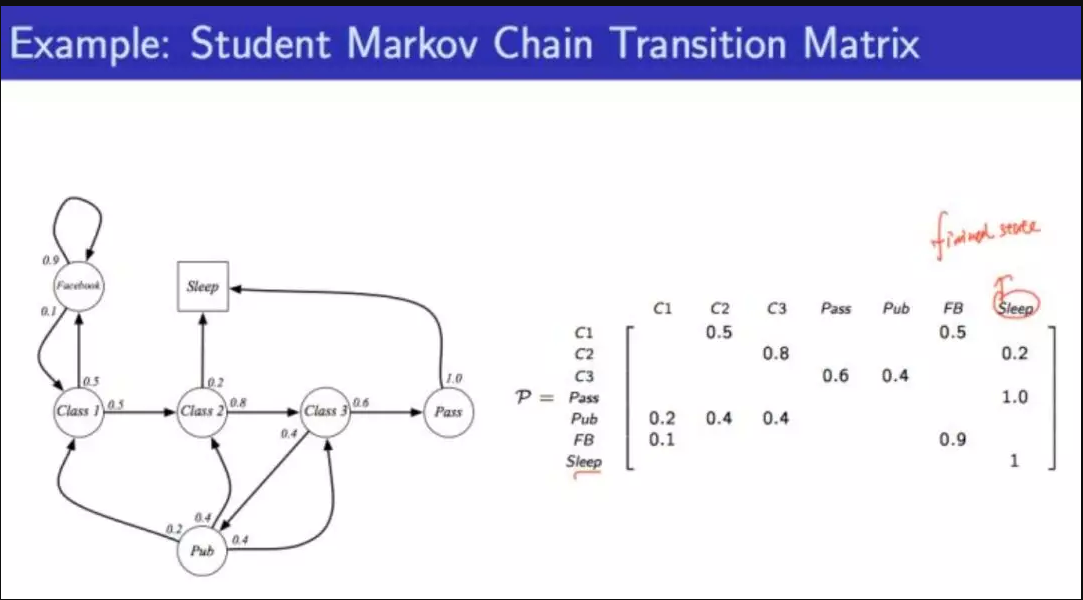 Example: Student Markov Chain Transition Matrix
0.9
Facebook
Sleep
0.1
0.5
0.2
1.0
Class 1
0.5
Class 2
0.8
Class 3
0.6
Pass
0.4
0.2
0.4
0.4
Pub
state
C1 C2 C3 Pass Pub FB Sleep
C1 0.5 0.5
C2 0.8 0.2
C3 0.6 0.4
P = Pass 1.0
Pub 0.2 0.4 0.4
FB 0.1 0.9
Sleep 1